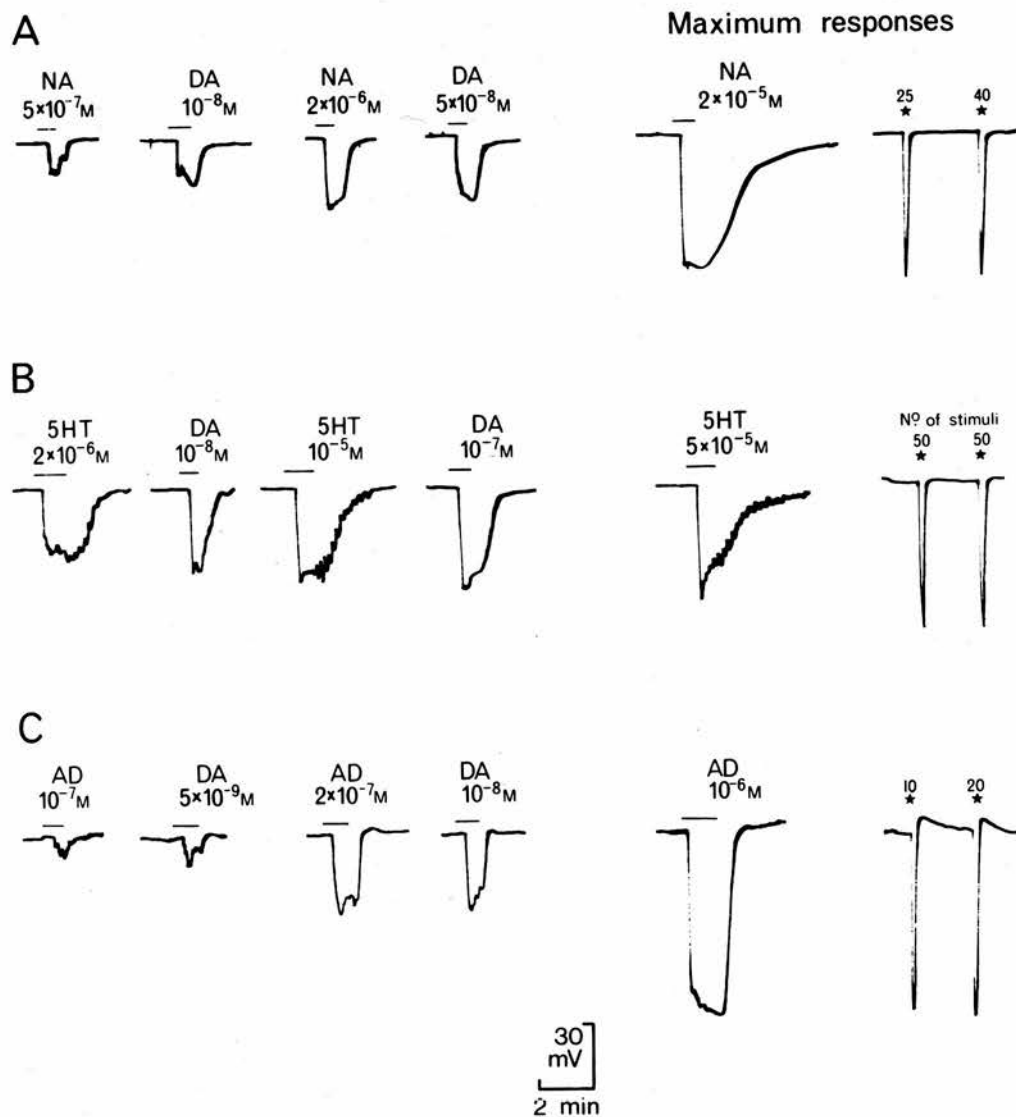 A
Maximum responses
NA
5×10⁻⁷M
DA
10⁻⁸M
NA
2×10⁻⁶M
DA
5×10⁻⁸M
NA
2×10⁻⁵M
25
★
40
★
B
5HT
2×10⁻⁶M
DA
10⁻⁸M
5HT
10⁻⁵M
DA
10⁻⁷M
5HT
5×10⁻⁵M
Nº of stimuli
50
★
50
★
C
AD
10⁻⁷M
DA
5×10⁻⁹M
AD
2×10⁻⁷M
DA
10⁻⁸M
AD
10⁻⁶M
10
★
20
★
30
mV
2 min